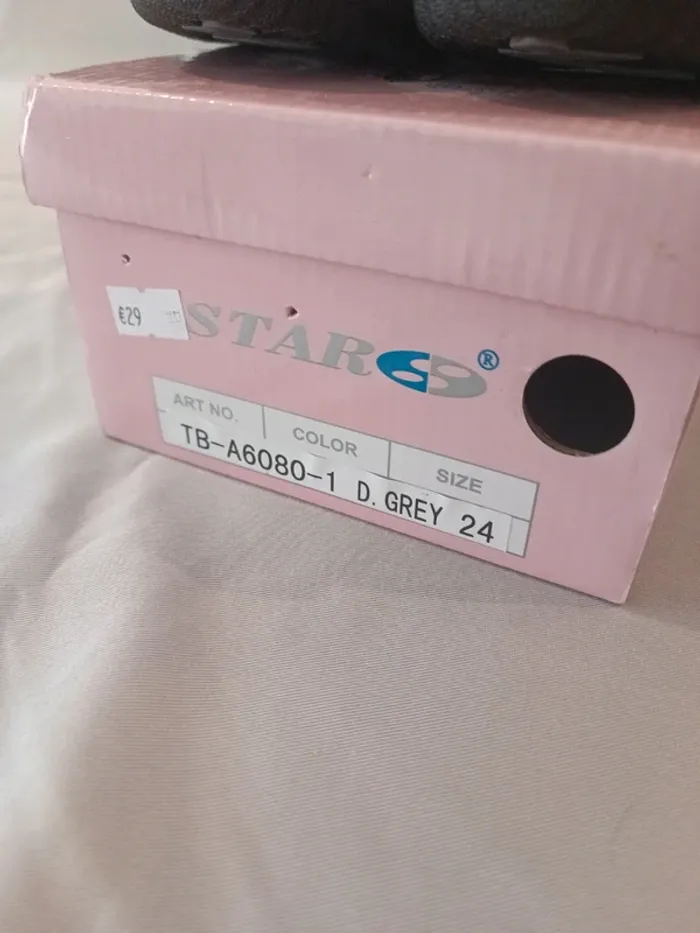 €29
STAR ®
ART NO. COLOR SIZE
TB-A6080-1 D.GREY 24